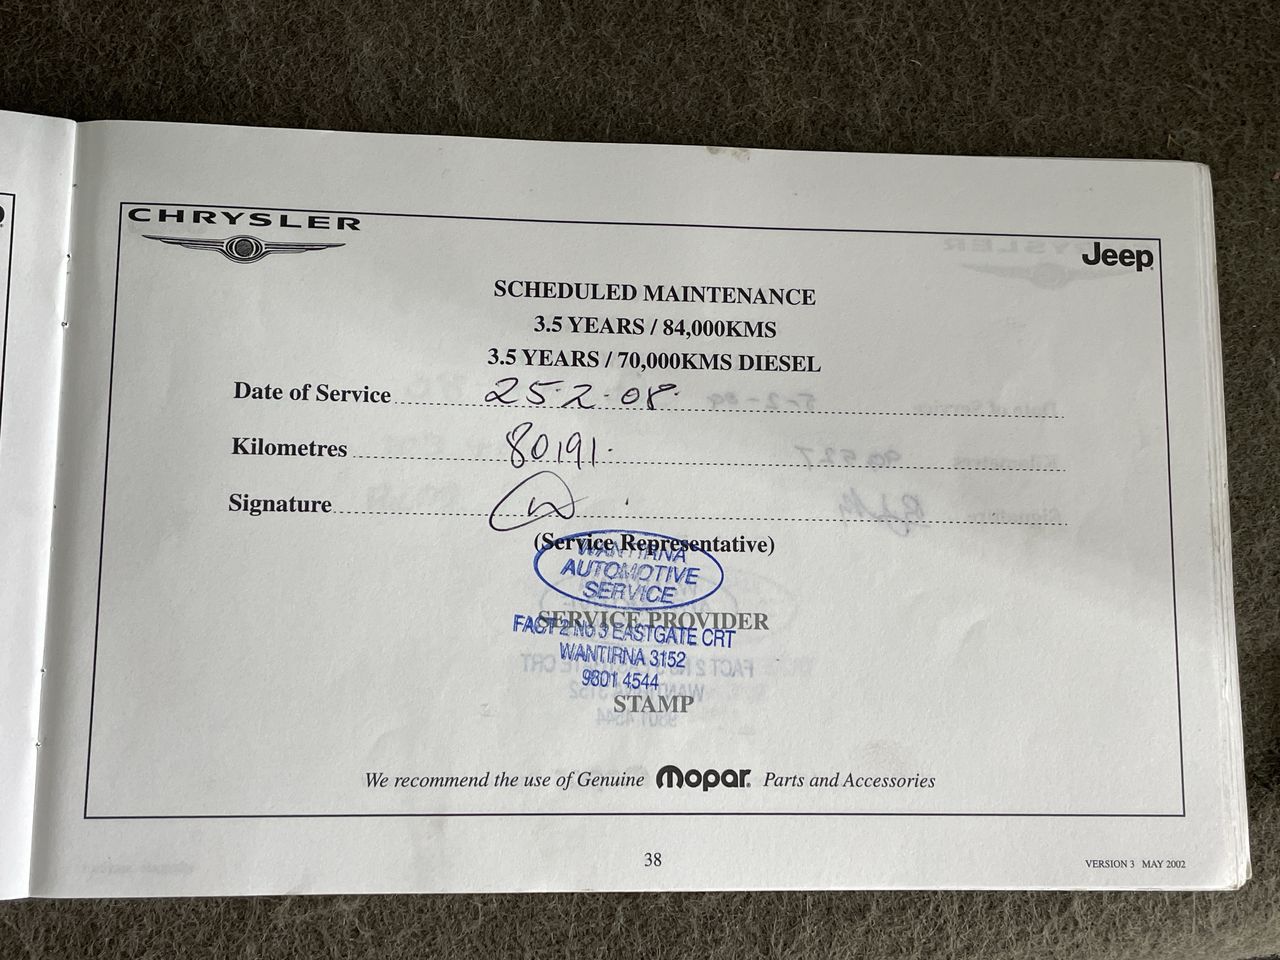 CHRYSLER
Jeep
SCHEDULED MAINTENANCE
3.5 YEARS / 84,000KMS
3.5 YEARS / 70,000KMS DIESEL
Date of Service 25.2.08.
Kilometres 80191.
Signature
(Service Representative)
WANTIRNA
AUTOMOTIVE
SERVICE
SERVICE PROVIDER
FACT 2 No 3 EASTGATE CRT
WANTIRNA 3152
9801 4544
STAMP
We recommend the use of Genuine Mopar. Parts and Accessories
38
VERSION 3 MAY 2002